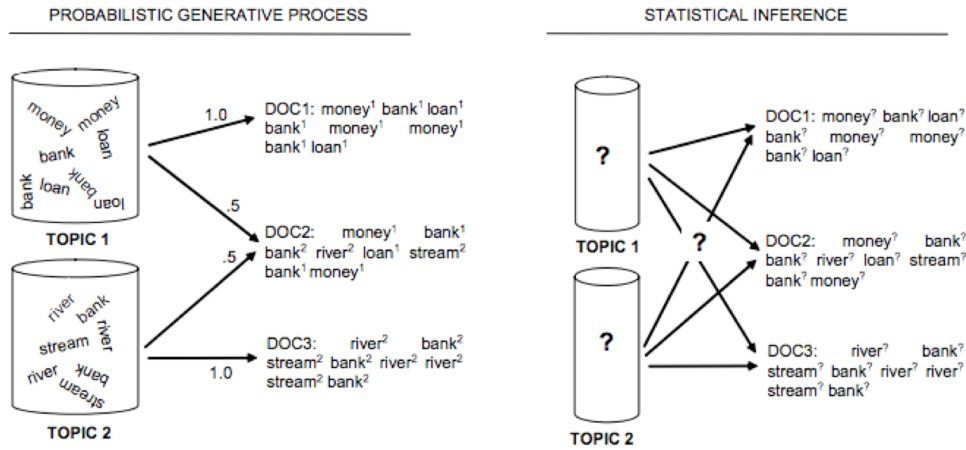 PROBABILISTIC GENERATIVE PROCESS
money
money
loan
bank
bank
loan
bank
loan
TOPIC 1
river
bank
river
stream
river
bank
stream
TOPIC 2
1.0
.5
.5
1.0
DOC1: money¹ bank¹ loan¹
bank¹ money¹ money¹
bank¹ loan¹
DOC2: money¹ bank¹
bank² river² loan¹ stream²
bank¹ money¹
DOC3: river² bank²
stream² bank² river² river²
stream² bank²
STATISTICAL INFERENCE
?
TOPIC 1
?
?
TOPIC 2
DOC1: money? bank? loan?
bank? money? money?
bank? loan?
DOC2: money? bank?
bank? river? loan? stream?
bank? money?
DOC3: river? bank?
stream? bank? river? river?
stream? bank?